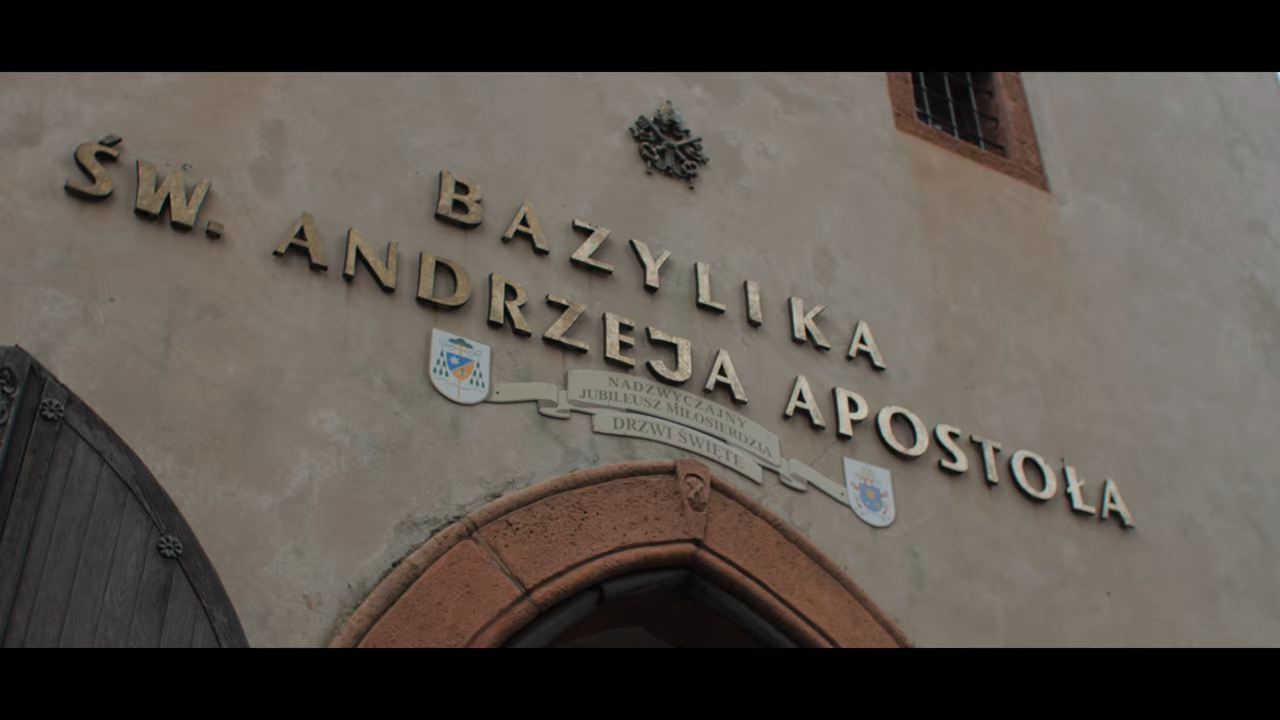 BAZYLIKA
ŚW. ANDRZEJA APOSTOŁA
NADZWYCZAJNY
JUBILEUSZ MIŁOSIERDZIA
DRZWI ŚWIĘTE